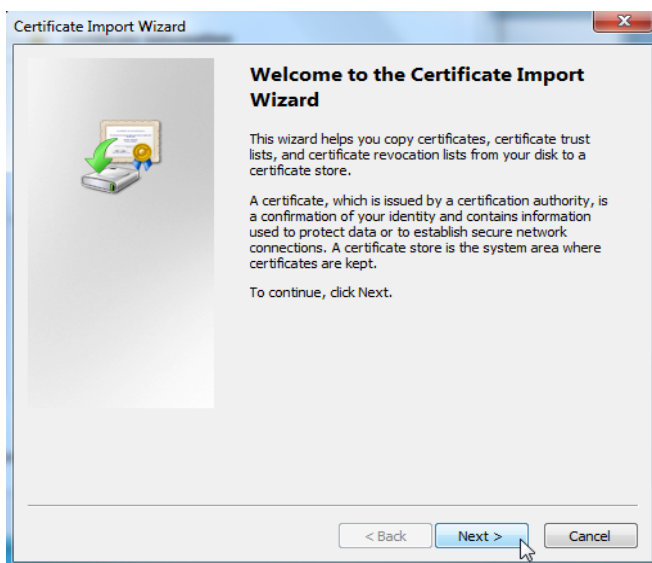 Certificate Import Wizard
Welcome to the Certificate Import
Wizard
This wizard helps you copy certificates, certificate trust
lists, and certificate revocation lists from your disk to a
certificate store.
A certificate, which is issued by a certification authority, is
a confirmation of your identity and contains information
used to protect data or to establish secure network
connections. A certificate store is the system area where
certificates are kept.
To continue, click Next.
< Back Next > Cancel